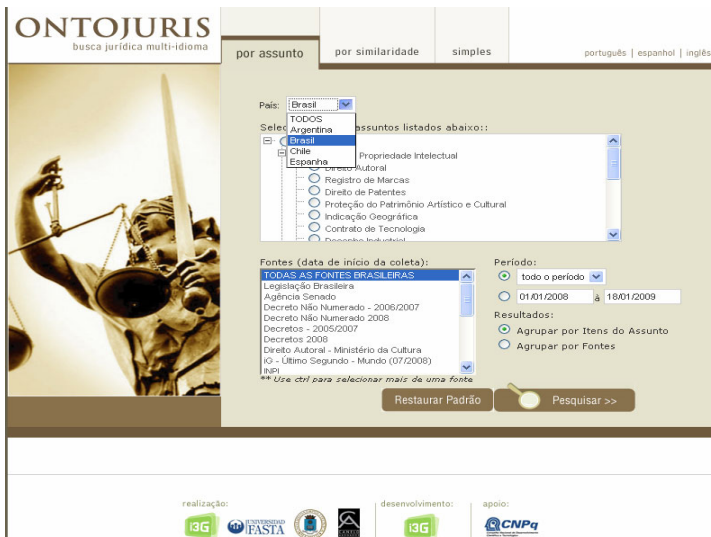 ONTOJURIS
busca jurídica multi-idioma
por assunto
por similaridade
simples
português | espanhol | inglês
País: Brasil
TODOS
Argentina
Brasil
Chile
Espanha
Selec assuntos listados abaixo::
Propriedade Intelectual
Direito Autoral
Registro de Marcas
Direito de Patentes
Proteção do Patrimônio Artístico e Cultural
Indicação Geográfica
Contrato de Tecnologia
Desenho Industrial
Fontes (data de início da coleta):
TODAS AS FONTES BRASILEIRAS
Legislação Brasileira
Agência Senado
Decreto Não Numerado - 2006/2007
Decreto Não Numerado 2008
Decretos - 2005/2007
Decretos 2008
Direito Autoral - Ministério da Cultura
iG - Último Segundo - Mundo (07/2008)
INPI
** Use ctrl para selecionar mais de uma fonte
Período:
todo o período
01/01/2008 à 18/01/2009
Resultados:
Agrupar por Itens do Assunto
Agrupar por Fontes
Restaurar Padrão
Pesquisar >>
realização:
i3G
UNIVERSIDAD
FASTA
desenvolvimento:
i3G
apoio:
CNPq